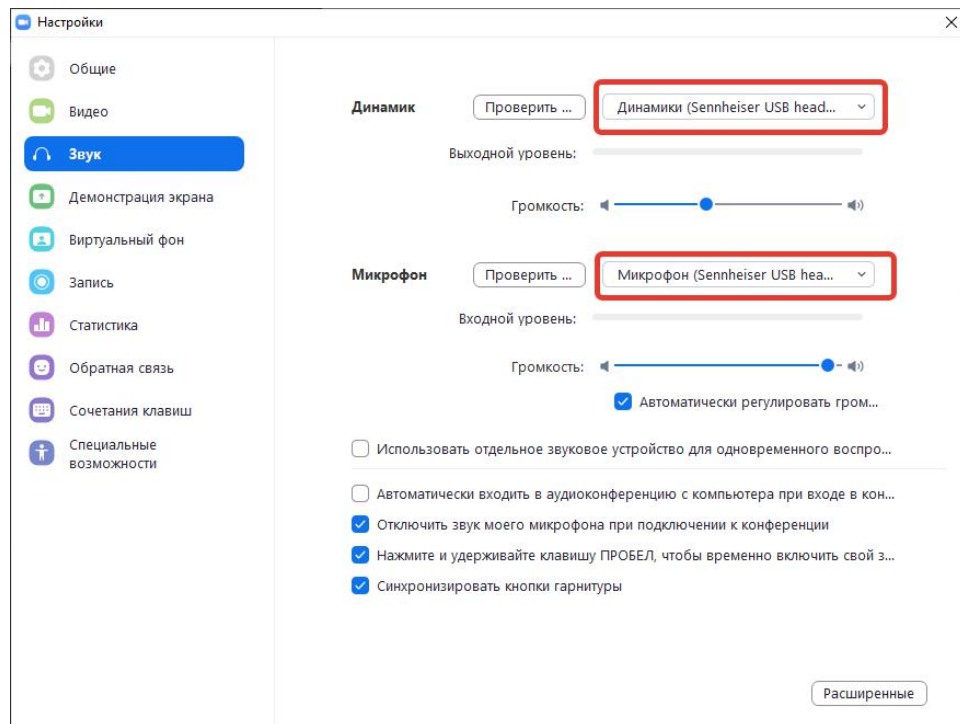 Настройки
Общие
Видео
Звук
Демонстрация экрана
Виртуальный фон
Запись
Статистика
Обратная связь
Сочетания клавиш
Специальные
возможности
Динамик Проверить ... Динамики (Sennheiser USB head...
Выходной уровень:
Громкость:
Микрофон Проверить ... Микрофон (Sennheiser USB hea...
Входной уровень:
Громкость:
Автоматически регулировать гром...
Использовать отдельное звуковое устройство для одновременного воспро...
Автоматически входить в аудиоконференцию с компьютера при входе в кон...
Отключить звук моего микрофона при подключении к конференции
Нажмите и удерживайте клавишу ПРОБЕЛ, чтобы временно включить свой з...
Синхронизировать кнопки гарнитуры
Расширенные